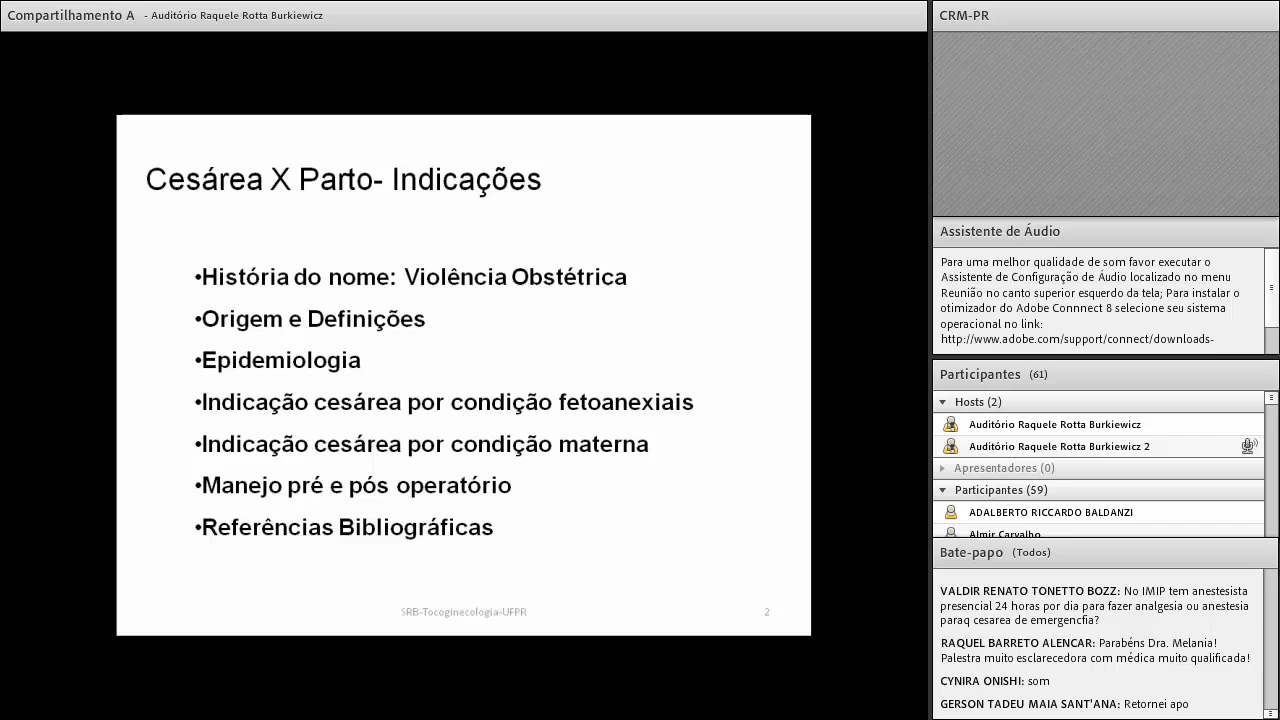 Compartilhamento A - Auditório Raquele Rotta Burkiewicz
Cesárea X Parto- Indicações
•História do nome: Violência Obstétrica
•Origem e Definições
•Epidemiologia
•Indicação cesárea por condição fetoanexiais
•Indicação cesárea por condição materna
•Manejo pré e pós operatório
•Referências Bibliográficas
SRB-Tocoginecologia-UFPR
2
CRM-PR
Assistente de Áudio
Para uma melhor qualidade de som favor executar o
Assistente de Configuração de Áudio localizado no menu
Reunião no canto superior esquerdo da tela; Para instalar o
otimizador do Adobe Connnect 8 selecione seu sistema
operacional no link:
http://www.adobe.com/support/connect/downloads-
Participantes (61)
Hosts (2)
Auditório Raquele Rotta Burkiewicz
Auditório Raquele Rotta Burkiewicz 2
Apresentadores (0)
Participantes (59)
ADALBERTO RICCARDO BALDANZI
Almir Carvalho
Bate-papo (Todos)
VALDIR RENATO TONETTO BOZZ: No IMIP tem anestesista
presencial 24 horas por dia para fazer onalgesio ou anestesia
paraq cesarea de emergencfia?
RAQUEL BARRETO ALENCAR: Parabéns Dra. Melania!
Palestra muito esclarecedora com médica muito qualificada!
CYNIRA ONISHI: som
GERSON TADEU MAIA SANT'ANA: Retornei apo